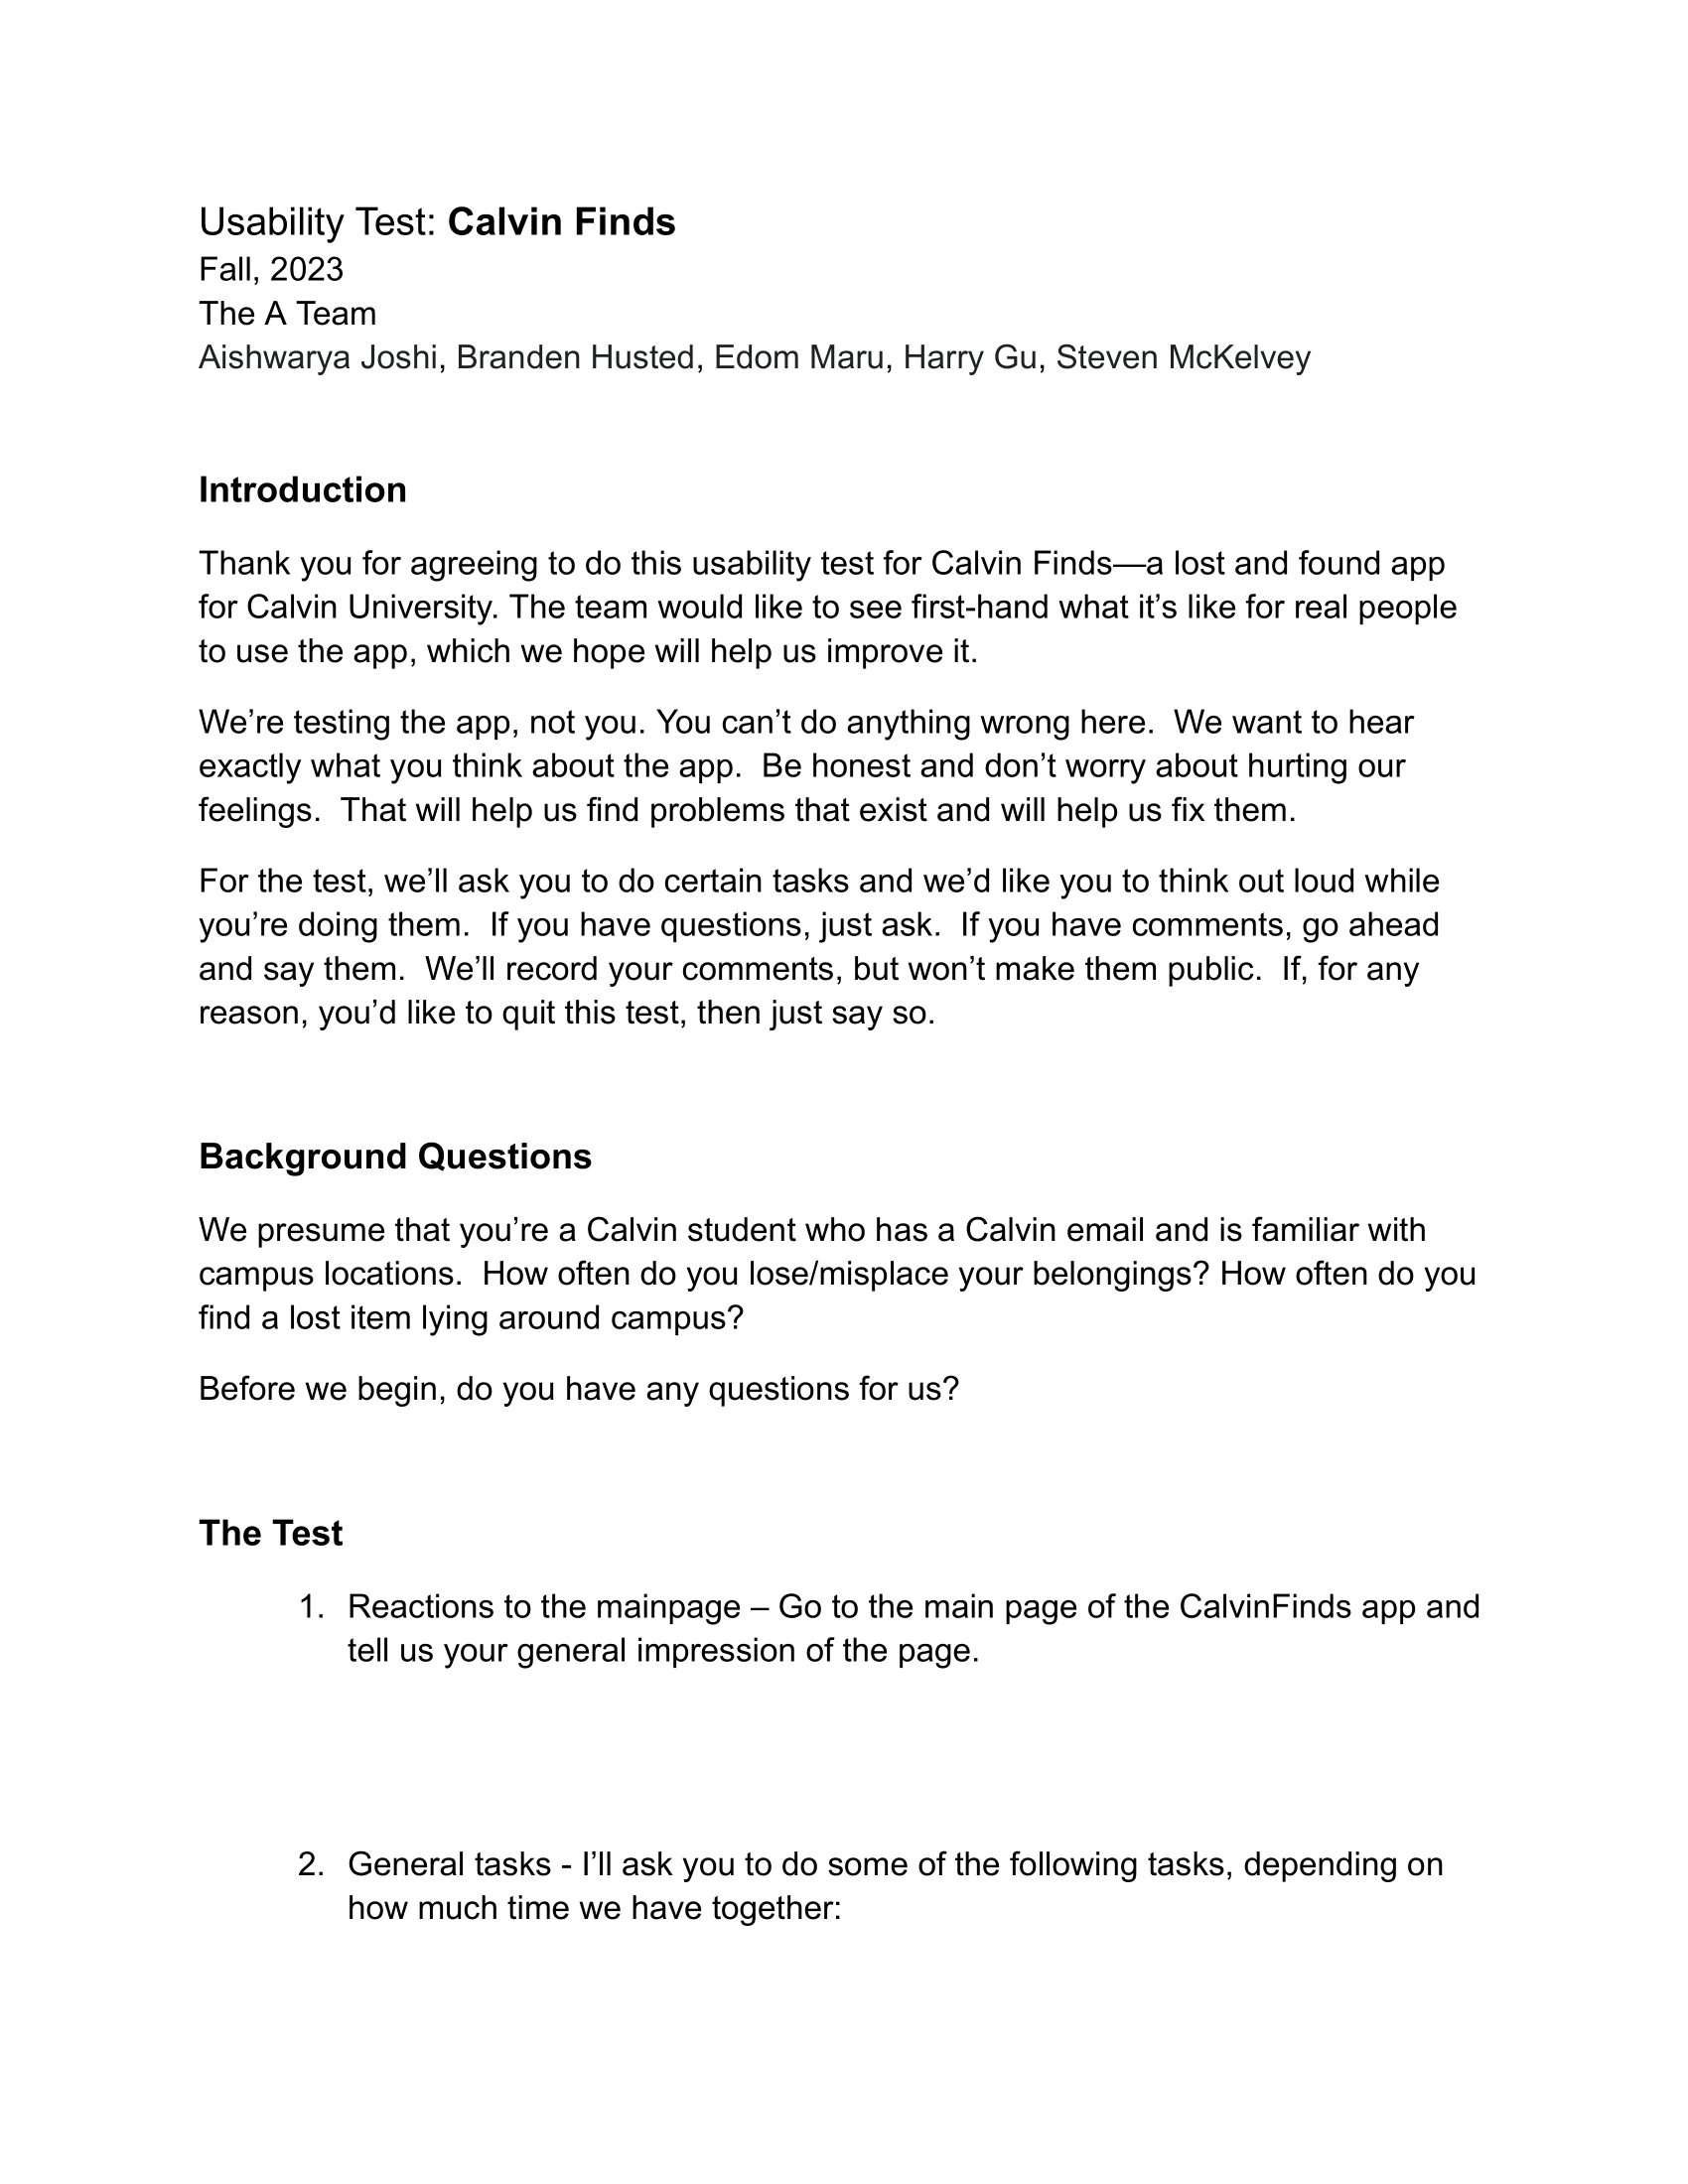 Usability Test: Calvin Finds
Fall, 2023
The A Team
Aishwarya Joshi, Branden Husted, Edom Maru, Harry Gu, Steven McKelvey
Introduction
Thank you for agreeing to do this usability test for Calvin Finds—a lost and found app
for Calvin University. The team would like to see first-hand what it’s like for real people
to use the app, which we hope will help us improve it.
We’re testing the app, not you. You can’t do anything wrong here.  We want to hear
exactly what you think about the app.  Be honest and don’t worry about hurting our
feelings.  That will help us find problems that exist and will help us fix them.
For the test, we’ll ask you to do certain tasks and we’d like you to think out loud while
you’re doing them.  If you have questions, just ask.  If you have comments, go ahead
and say them.  We’ll record your comments, but won’t make them public.  If, for any
reason, you’d like to quit this test, then just say so.
Background Questions
We presume that you’re a Calvin student who has a Calvin email and is familiar with
campus locations.  How often do you lose/misplace your belongings? How often do you
find a lost item lying around campus?
Before we begin, do you have any questions for us?
The Test
1. Reactions to the mainpage – Go to the main page of the CalvinFinds app and
tell us your general impression of the page.
2. General tasks - I’ll ask you to do some of the following tasks, depending on
how much time we have together: